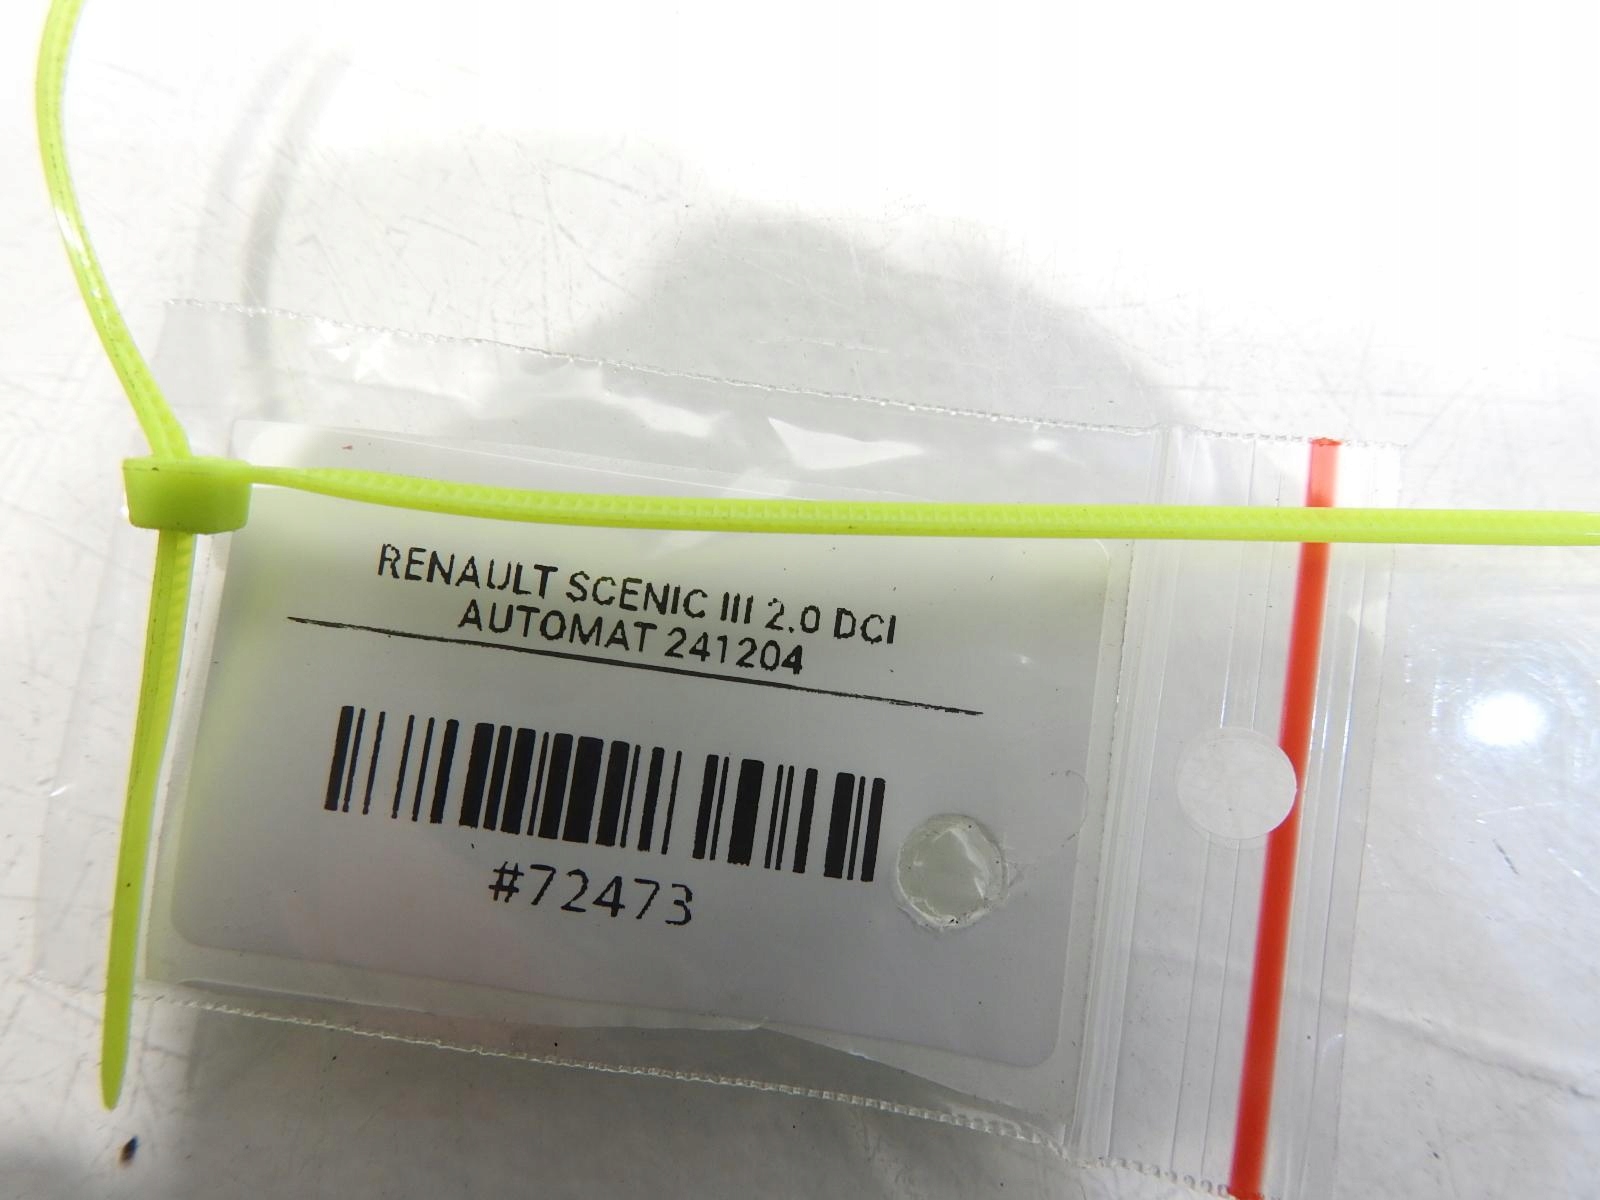 RENAULT SCENIC III 2.0 DCI
AUTOMAT 241204
#72473